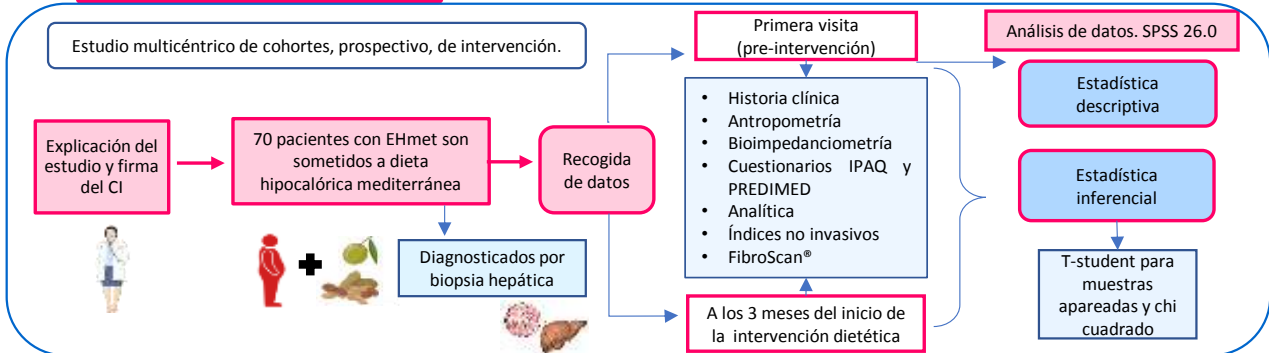 Estudio multicéntrico de cohortes, prospectivo, de intervención.
Explicación del
estudio y firma
del CI
70 pacientes con EHmet son
sometidos a dieta
hipocalórica mediterránea
Diagnosticados por
biopsia hepática
Recogida
de datos
Primera visita
(pre-intervención)
• Historia clínica
• Antropometría
• Bioimpedanciometría
• Cuestionarios IPAQ y
PREDIMED
• Analítica
• Índices no invasivos
• FibroScan®
A los 3 meses del inicio de
la intervención dietética
Análisis de datos. SPSS 26.0
Estadística
descriptiva
Estadística
inferencial
T-student para
muestras
apareadas y chi
cuadrado